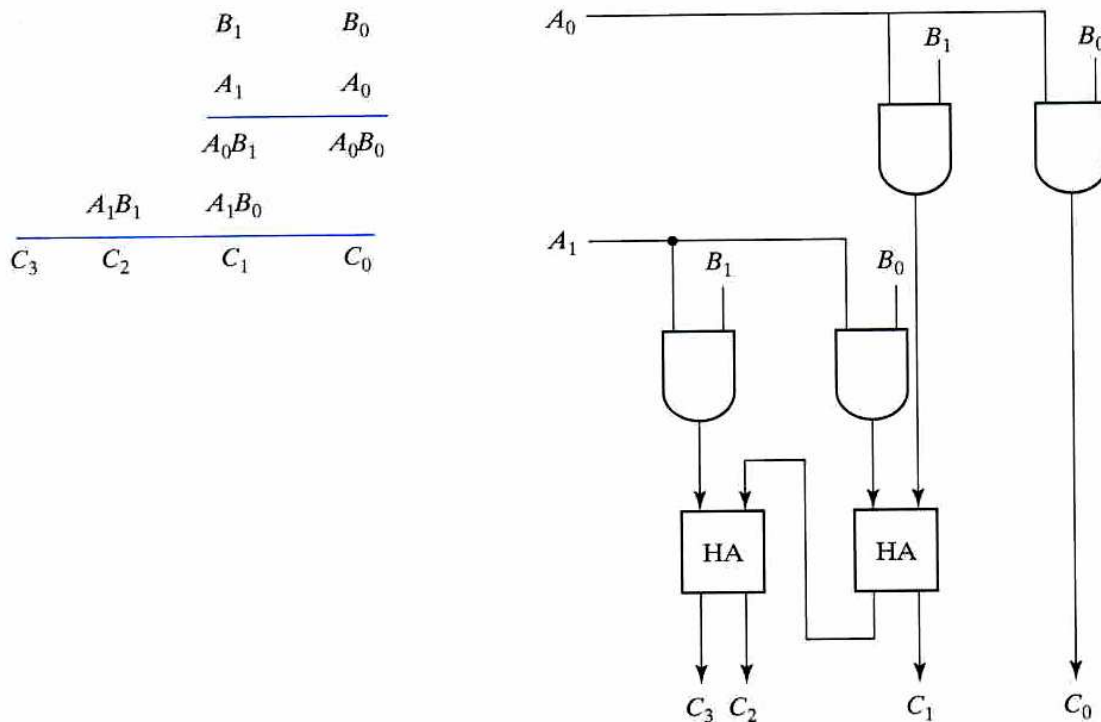 B₁ B₀
A₁ A₀
A₀B₁ A₀B₀
A₁B₁ A₁B₀
C₃ C₂ C₁ C₀
A₀
B₁ B₀
A₁
B₁ B₀
HA HA
C₃ C₂ C₁ C₀